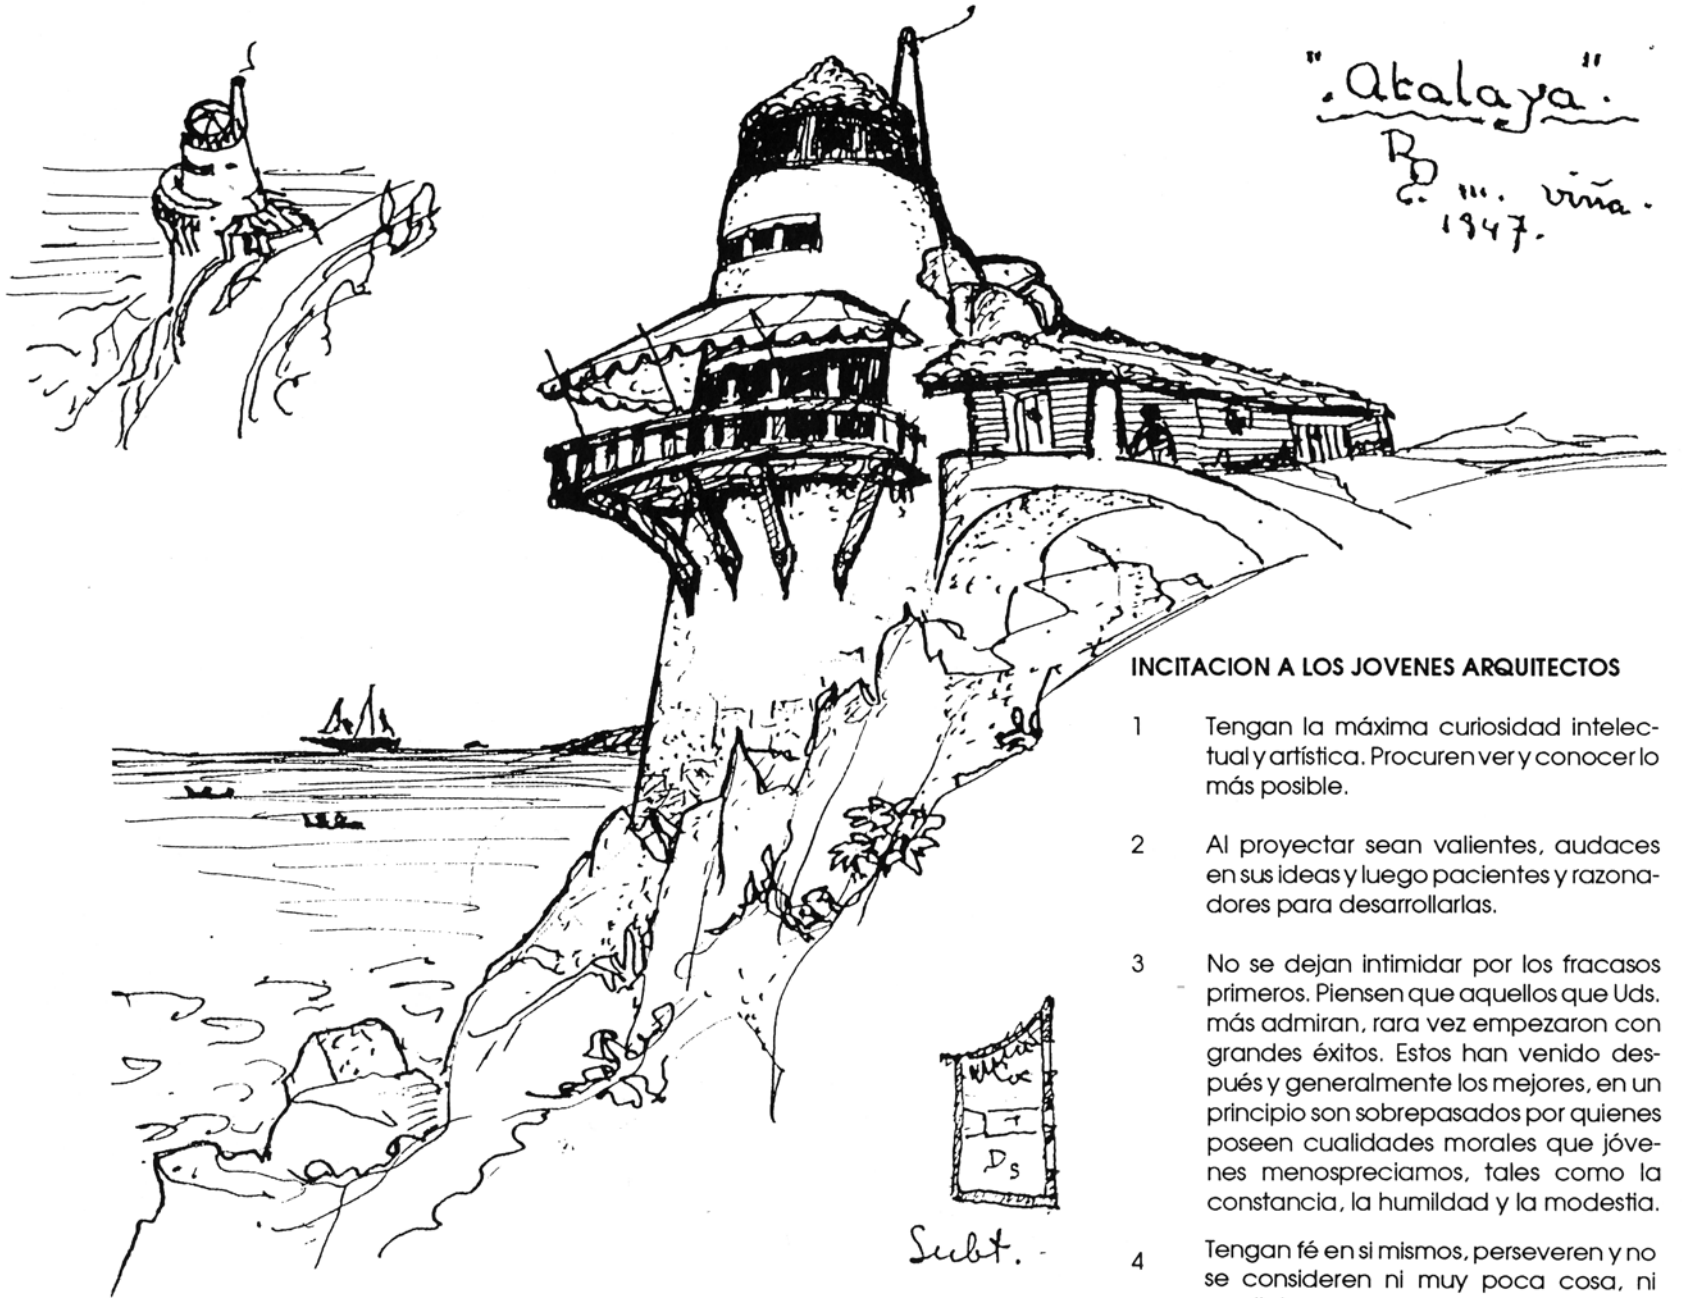 "Atalaya"
III. Viña.
1947.
INCITACION A LOS JOVENES ARQUITECTOS
1 Tengan la máxima curiosidad intelec-
tual y artística. Procuren ver y conocer lo
más posible.
2 Al proyectar sean valientes, audaces
en sus ideas y luego pacientes y razona-
dores para desarrollarlas.
3 No se dejan intimidar por los fracasos
primeros. Piensen que aquellos que Uds.
más admiran, rara vez empezaron con
grandes éxitos. Estos han venido des-
pués y generalmente los mejores, en un
principio son sobrepasados por quienes
poseen cualidades morales que jóve-
nes menospreciamos, tales como la
constancia, la humildad y la modestia.
4 Tengan fé en si mismos, perseveren y no
se consideren ni muy poca cosa, ni
T
D S
Subt.